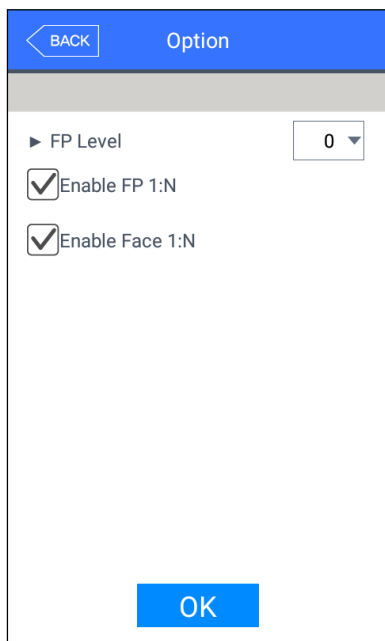 BACK Option
► FP Level 0
Enable FP 1:N
Enable Face 1:N
OK